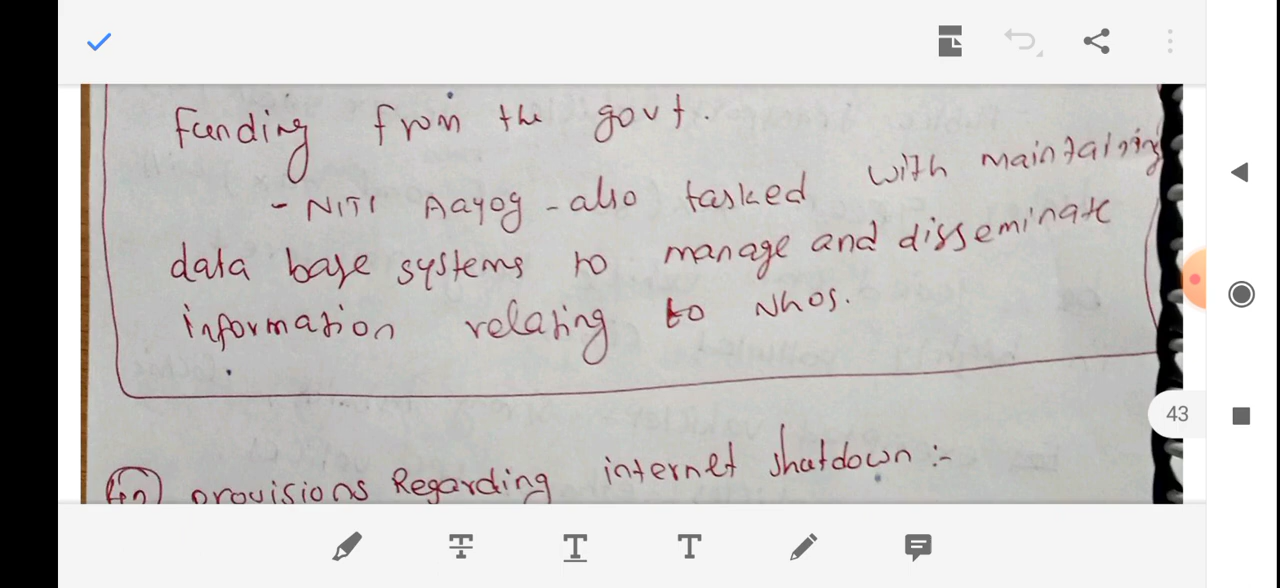 Funding from the govt.
- NITI Aayog - also tasked with maintaining
data base systems to manage and disseminate
information relating to NGOs.
provisions Regarding internet shutdown :-
43